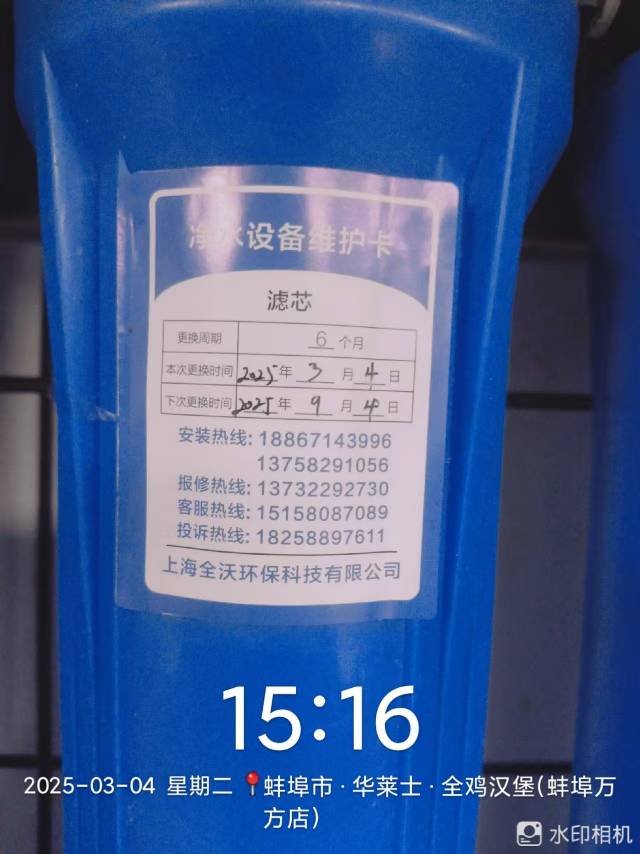 净水设备维护卡
滤芯
更换周期 6 个月
本次更换时间 2025 年 3 月 4 日
下次更换时间 2025 年 9 月 4 日
安装热线: 18867143996
13758291056
报修热线: 13732292730
客服热线: 15158087089
投诉热线: 18258897611
上海全沃环保科技有限公司
15:16
2025-03-04 星期二 蚌埠市·华莱士·全鸡汉堡(蚌埠万
方店)
水印相机